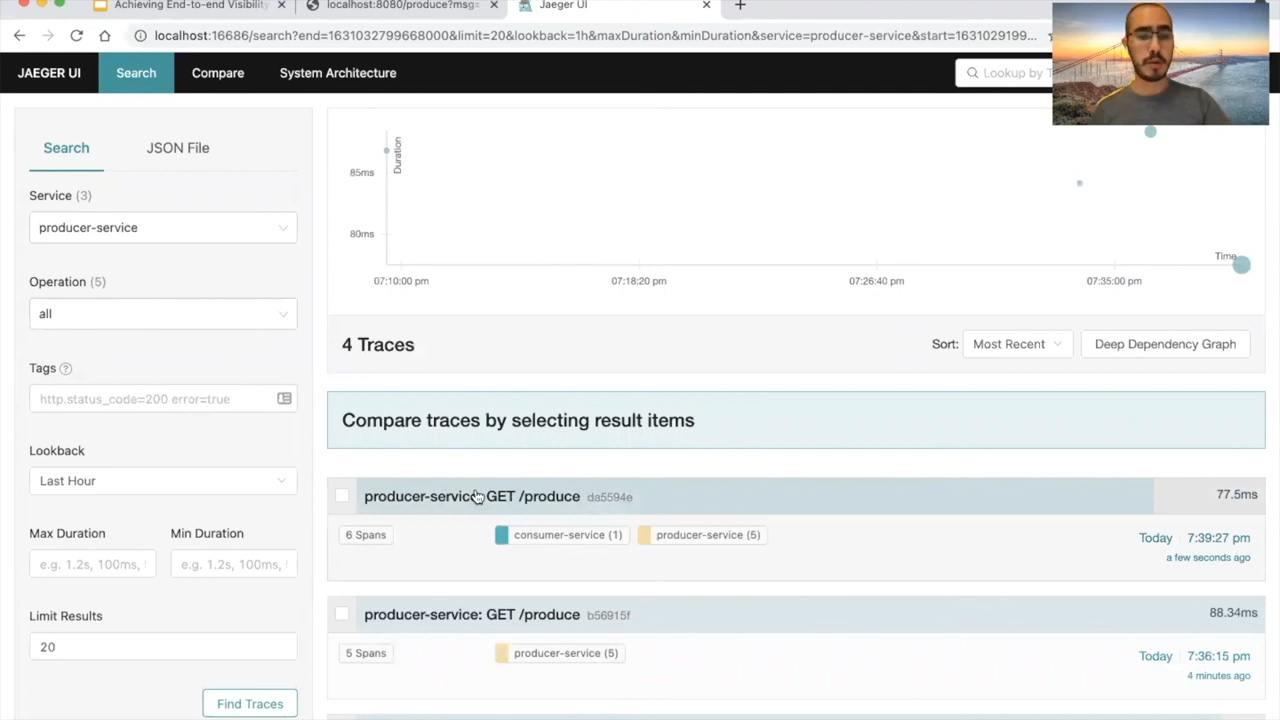 Achieving End-to-end Visibility
localhost:8080/produce?msg=
Jaeger UI
localhost:16686/search?end=1631032799668000&limit=20&lookback=1h&maxDuration&minDuration&service=producer-service&start=1631029199...
JAEGER UI
Search
Compare
System Architecture
Lookup by T
Search
JSON File
Service (3)
producer-service
Operation (5)
all
Tags
http.status_code=200 error=true
Lookback
Last Hour
Max Duration
Min Duration
e.g. 1.2s, 100ms,
e.g. 1.2s, 100ms,
Limit Results
20
Find Traces
Duration
85ms
80ms
Time
07:10:00 pm
07:18:20 pm
07:26:40 pm
07:35:00 pm
4 Traces
Sort:
Most Recent
Deep Dependency Graph
Compare traces by selecting result items
producer-service: GET /produce da5594e
77.5ms
6 Spans
consumer-service (1)
producer-service (5)
Today 7:39:27 pm
a few seconds ago
producer-service: GET /produce b56915f
88.34ms
5 Spans
producer-service (5)
Today 7:36:15 pm
4 minutes ago